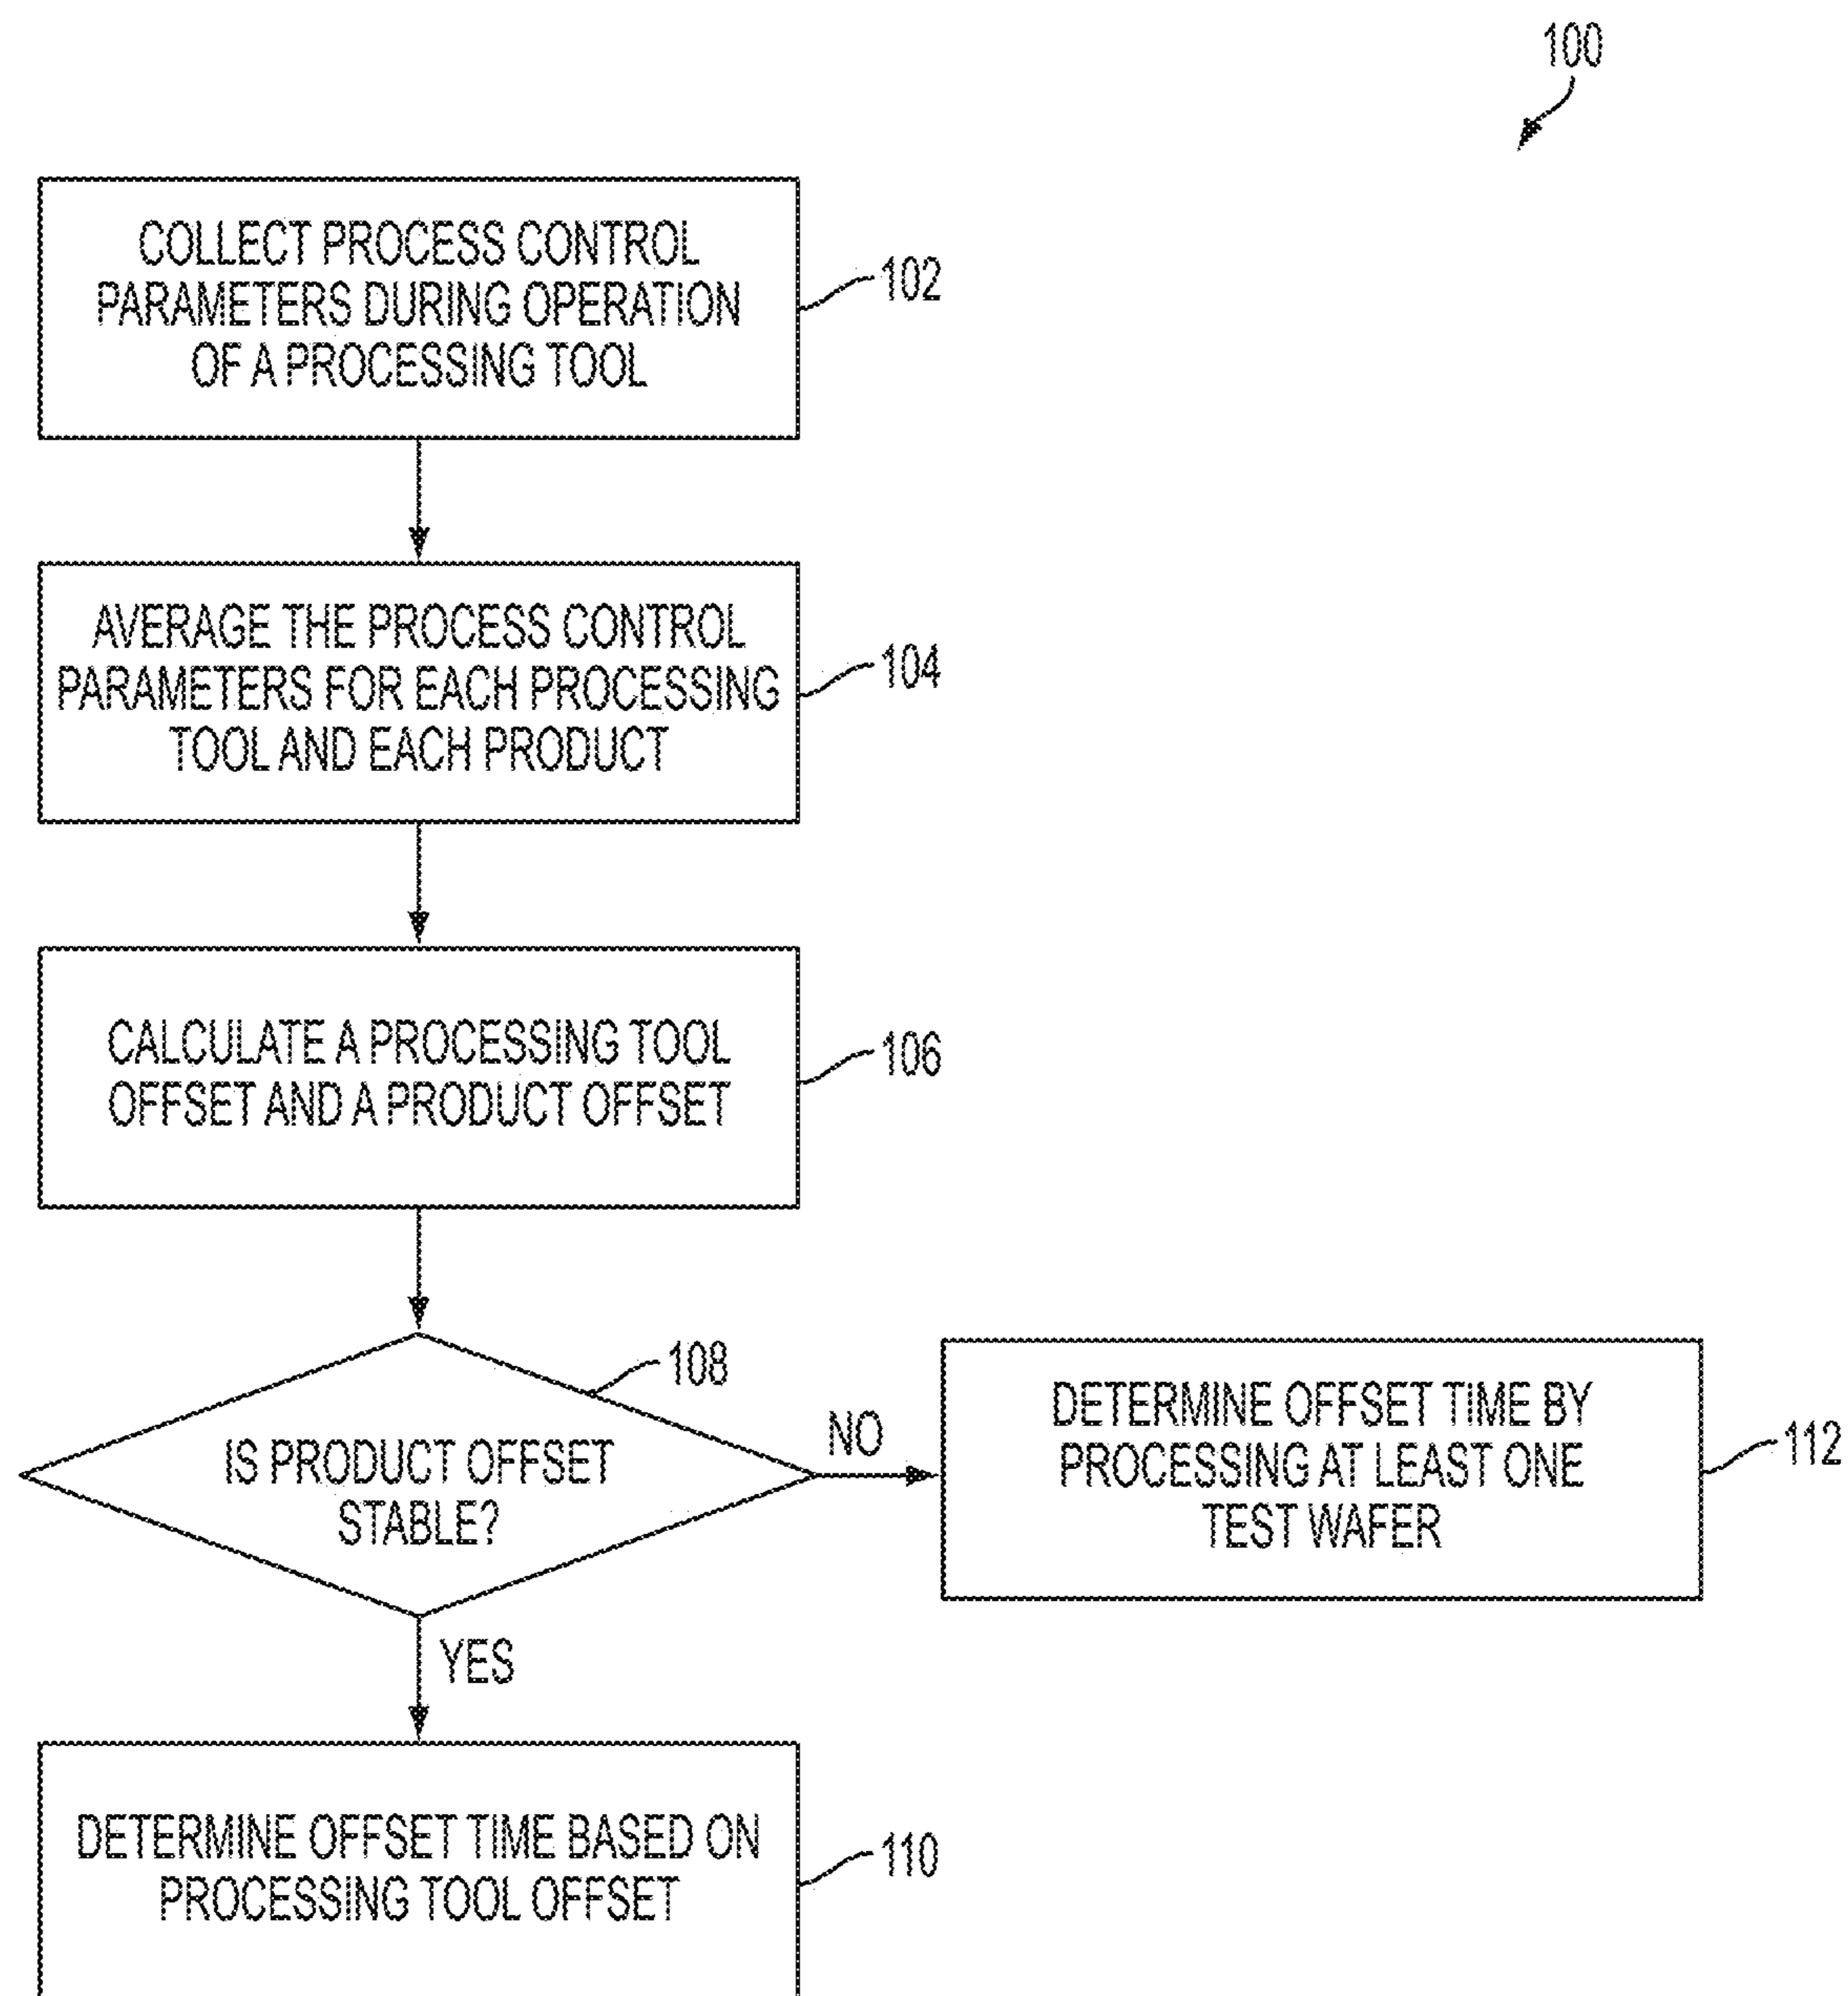 100
COLLECT PROCESS CONTROL
PARAMETERS DURING OPERATION
OF A PROCESSING TOOL
102
AVERAGE THE PROCESS CONTROL
PARAMETERS FOR EACH PROCESSING
TOOL AND EACH PRODUCT
104
CALCULATE A PROCESSING TOOL
OFFSET AND A PRODUCT OFFSET
106
IS PRODUCT OFFSET
STABLE?
108
NO
DETERMINE OFFSET TIME BY
PROCESSING AT LEAST ONE
TEST WAFER
112
YES
DETERMINE OFFSET TIME BASED ON
PROCESSING TOOL OFFSET
110